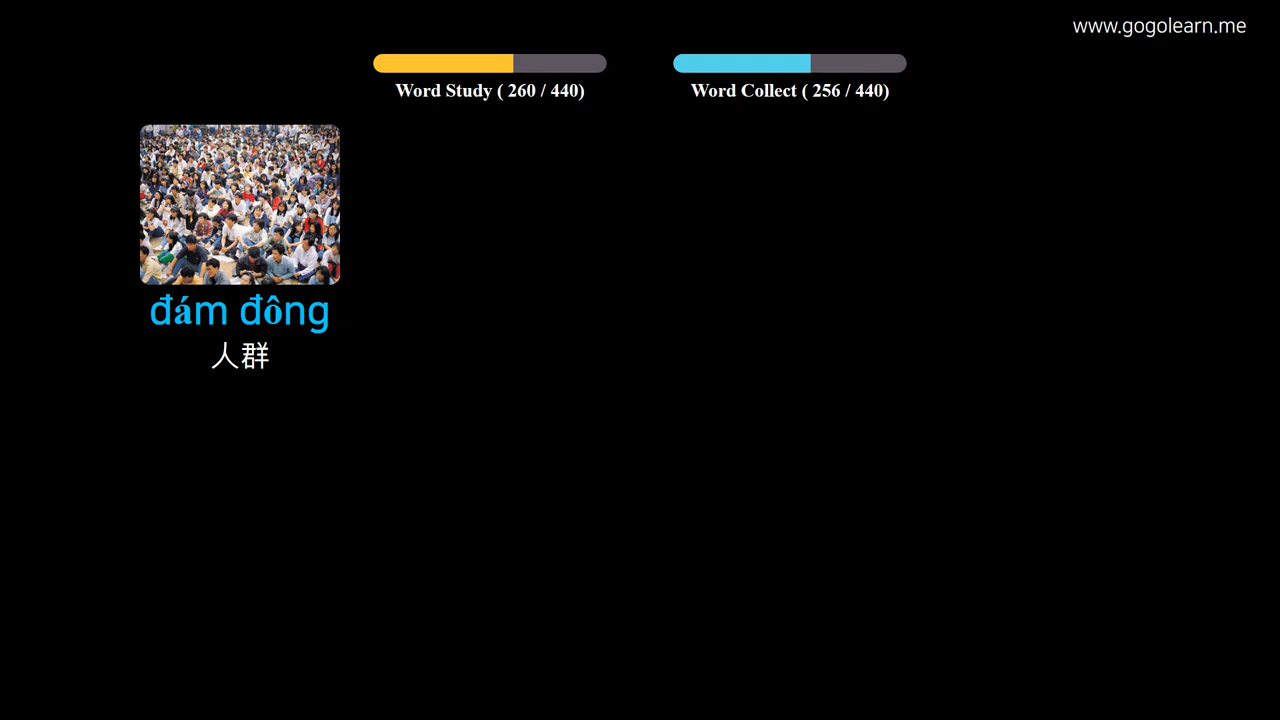 www.gogolearn.me
Word Study ( 260 / 440)
Word Collect ( 256 / 440)
đám đông
人群